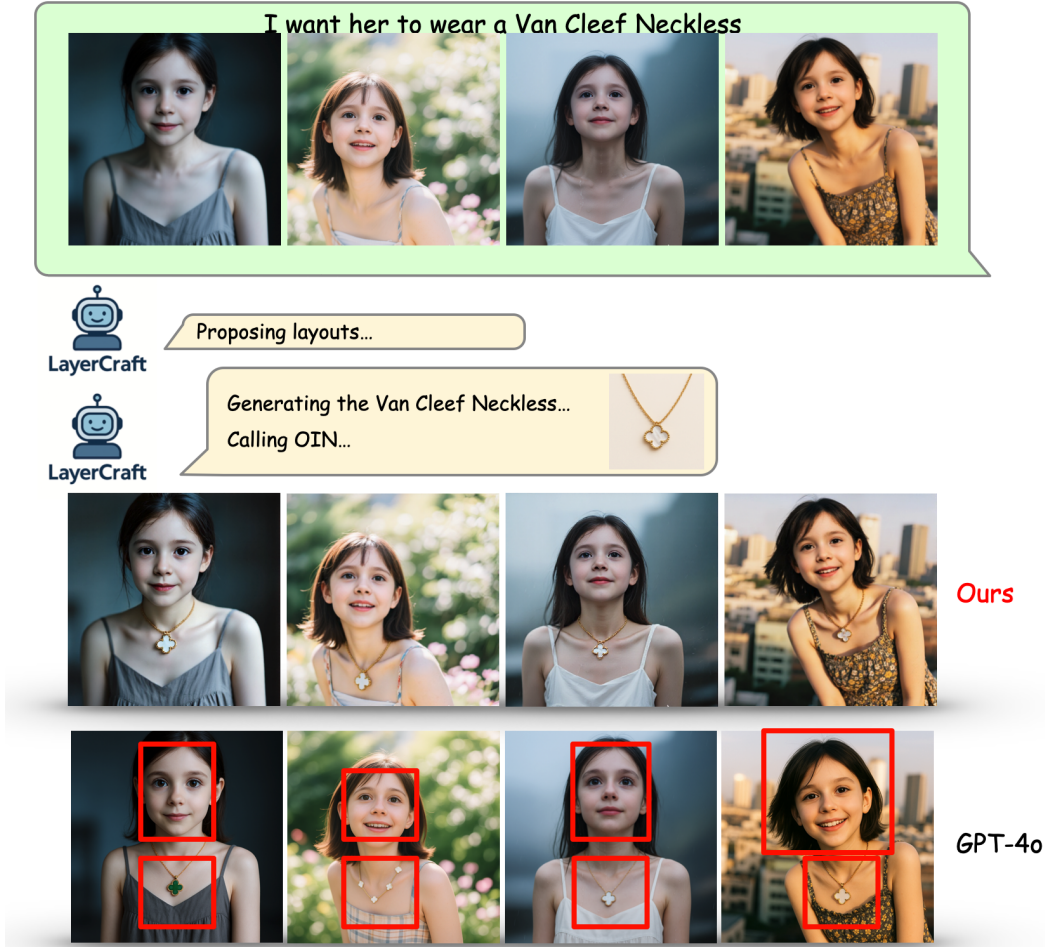 I want her to wear a Van Cleef Neckless
Proposing layouts...
LayerCraft
Generating the Van Cleef Neckless...
Calling OIN...
LayerCraft
Ours
GPT-4o